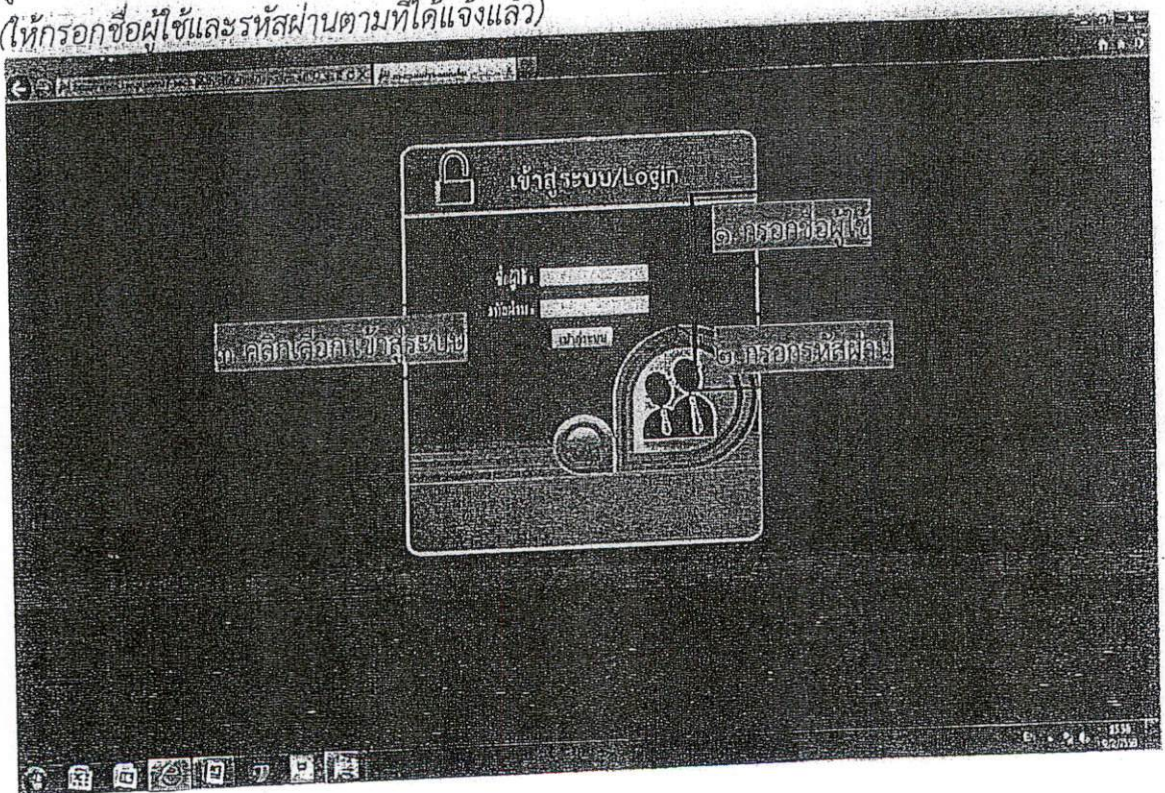 (ให้กรอกชื่อผู้ใช้และรหัสผ่านตามที่ได้แจ้งแล้ว)
เข้าสู่ระบบ/Login
๑. กรอกชื่อผู้ใช้
ชื่อผู้ใช้ :
รหัสผ่าน :
๓. คลิกเลือกเข้าสู่ระบบ
เข้าสู่ระบบ
๒. กรอกรหัสผ่าน